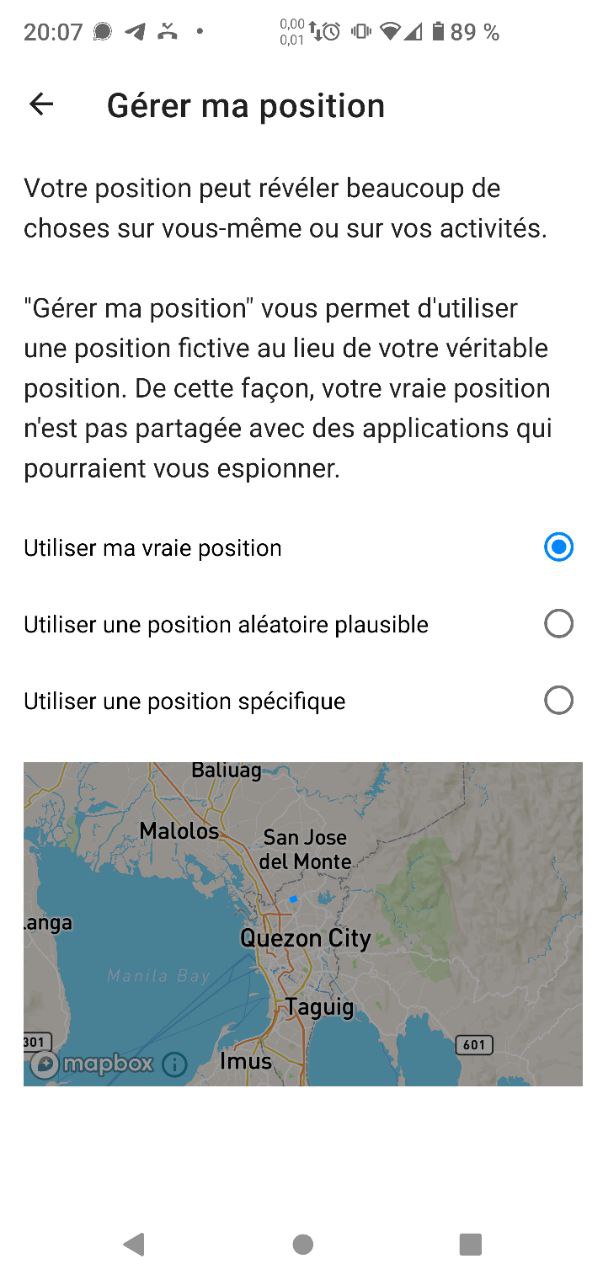 20:07
0,00
0,01
89 %
Gérer ma position
Votre position peut révéler beaucoup de
choses sur vous-même ou sur vos activités.
"Gérer ma position" vous permet d'utiliser
une position fictive au lieu de votre véritable
position. De cette façon, votre vraie position
n'est pas partagée avec des applications qui
pourraient vous espionner.
Utiliser ma vraie position
Utiliser une position aléatoire plausible
Utiliser une position spécifique
Baliuag
Malolos
San Jose
del Monte
anga
Quezon City
Manila Bay
Taguig
301
601
mapbox
Imus